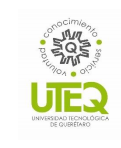 conocimiento
servicio
voluntad
Q
UTEQ
UNIVERSIDAD TECNOLÓGICA
DE QUERÉTARO